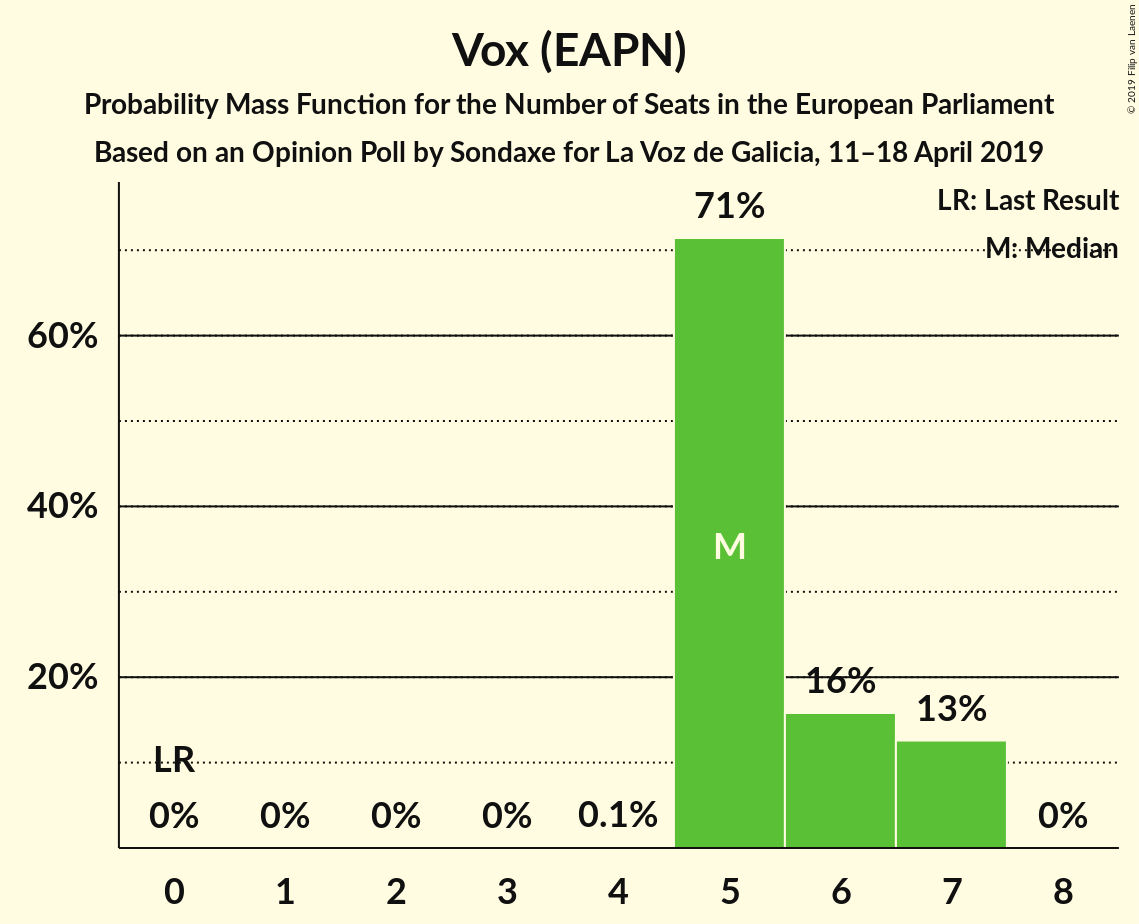 Vox (EAPN)
Probability Mass Function for the Number of Seats in the European Parliament
Based on an Opinion Poll by Sondaxe for La Voz de Galicia, 11–18 April 2019
© 2019 Filip van Laenen
LR: Last Result
M: Median
71%
60%
40%
M
20%
16%
13%
LR
0%
0%
0%
0%
0.1%
0%
0
1
2
3
4
5
6
7
8